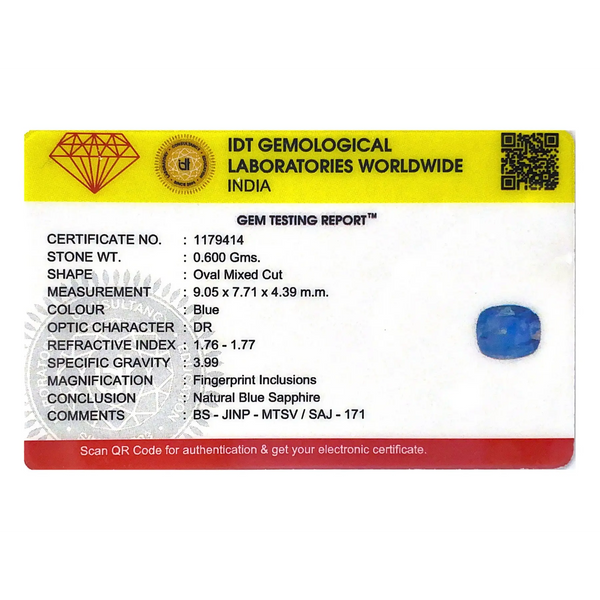 IDT GEMOLOGICAL
LABORATORIES WORLDWIDE
INDIA
GEM TESTING REPORT™
CERTIFICATE NO. : 1179414
STONE WT. : 0.600 Gms.
SHAPE : Oval Mixed Cut
MEASUREMENT : 9.05 x 7.71 x 4.39 m.m.
COLOUR : Blue
OPTIC CHARACTER : DR
REFRACTIVE INDEX : 1.76 - 1.77
SPECIFIC GRAVITY : 3.99
MAGNIFICATION : Fingerprint Inclusions
CONCLUSION : Natural Blue Sapphire
COMMENTS : BS - JINP - MTSV / SAJ - 171
Scan QR Code for authentication & get your electronic certificate.